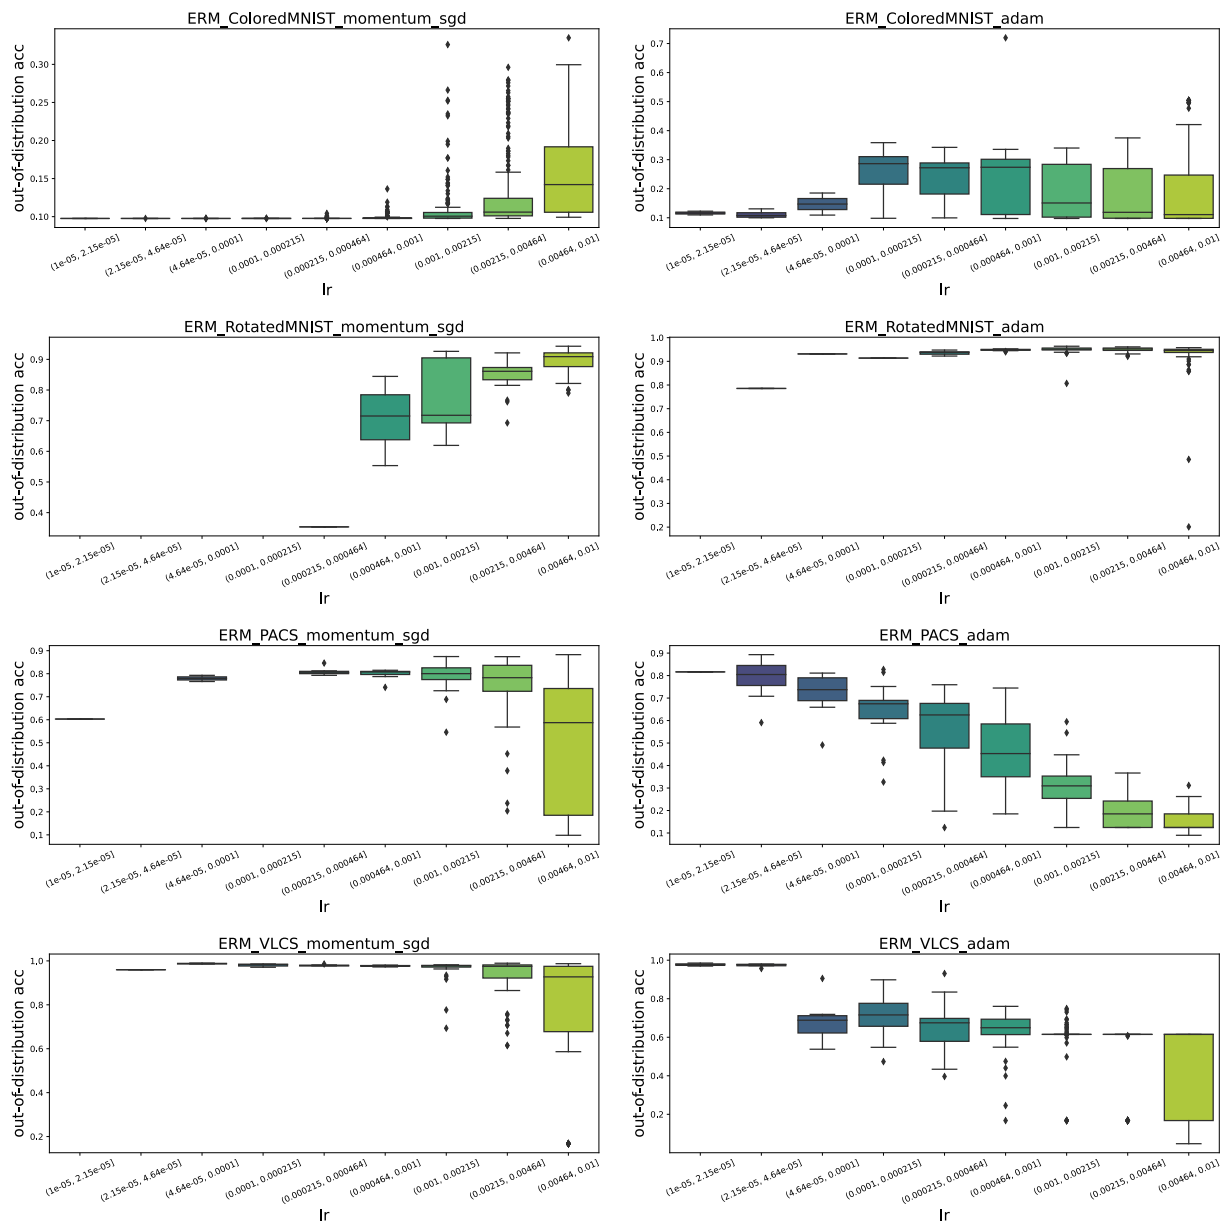 ERM_ColoredMNIST_momentum_sgd
out-of-distribution acc
0.30
0.25
0.20
0.15
0.10
(1e-05, 2.15e-05]
(2.15e-05, 4.64e-05]
(4.64e-05, 0.0001]
(0.0001, 0.000215]
(0.000215, 0.000464]
(0.000464, 0.001]
(0.001, 0.00215]
(0.00215, 0.00464]
(0.00464, 0.01]
lr
ERM_ColoredMNIST_adam
out-of-distribution acc
0.7
0.6
0.5
0.4
0.3
0.2
0.1
(1e-05, 2.15e-05]
(2.15e-05, 4.64e-05]
(4.64e-05, 0.0001]
(0.0001, 0.000215]
(0.000215, 0.000464]
(0.000464, 0.001]
(0.001, 0.00215]
(0.00215, 0.00464]
(0.00464, 0.01]
lr
ERM_RotatedMNIST_momentum_sgd
out-of-distribution acc
0.9
0.8
0.7
0.6
0.5
0.4
(1e-05, 2.15e-05]
(2.15e-05, 4.64e-05]
(4.64e-05, 0.0001]
(0.0001, 0.000215]
(0.000215, 0.000464]
(0.000464, 0.001]
(0.001, 0.00215]
(0.00215, 0.00464]
(0.00464, 0.01]
lr
ERM_RotatedMNIST_adam
out-of-distribution acc
1.0
0.9
0.8
0.7
0.6
0.5
0.4
0.3
0.2
(1e-05, 2.15e-05]
(2.15e-05, 4.64e-05]
(4.64e-05, 0.0001]
(0.0001, 0.000215]
(0.000215, 0.000464]
(0.000464, 0.001]
(0.001, 0.00215]
(0.00215, 0.00464]
(0.00464, 0.01]
lr
ERM_PACS_momentum_sgd
out-of-distribution acc
0.9
0.8
0.7
0.6
0.5
0.4
0.3
0.2
0.1
(1e-05, 2.15e-05]
(2.15e-05, 4.64e-05]
(4.64e-05, 0.0001]
(0.0001, 0.000215]
(0.000215, 0.000464]
(0.000464, 0.001]
(0.001, 0.00215]
(0.00215, 0.00464]
(0.00464, 0.01]
lr
ERM_PACS_adam
out-of-distribution acc
0.9
0.8
0.7
0.6
0.5
0.4
0.3
0.2
0.1
(1e-05, 2.15e-05]
(2.15e-05, 4.64e-05]
(4.64e-05, 0.0001]
(0.0001, 0.000215]
(0.000215, 0.000464]
(0.000464, 0.001]
(0.001, 0.00215]
(0.00215, 0.00464]
(0.00464, 0.01]
lr
ERM_VLCS_momentum_sgd
out-of-distribution acc
1,0
0.8
0.6
0.4
0.2
(1e-05, 2.15e-05]
(2.15e-05, 4.64e-05]
(4.64e-05, 0.0001]
(0.0001, 0.000215]
(0.000215, 0.000464]
(0.000464, 0.001]
(0.001, 0.00215]
(0.00215, 0.00464]
(0.00464, 0.01]
lr
ERM_VLCS_adam
out-of-distribution acc
1.0
0.8
0.6
0.4
0.2
(1e-05, 2.15e-05]
(2.15e-05, 4.64e-05]
(4.64e-05, 0.0001]
(0.0001, 0.000215]
(0.000215, 0.000464]
(0.000464, 0.001]
(0.001, 0.00215]
(0.00215, 0.00464]
(0.00464, 0.01]
lr